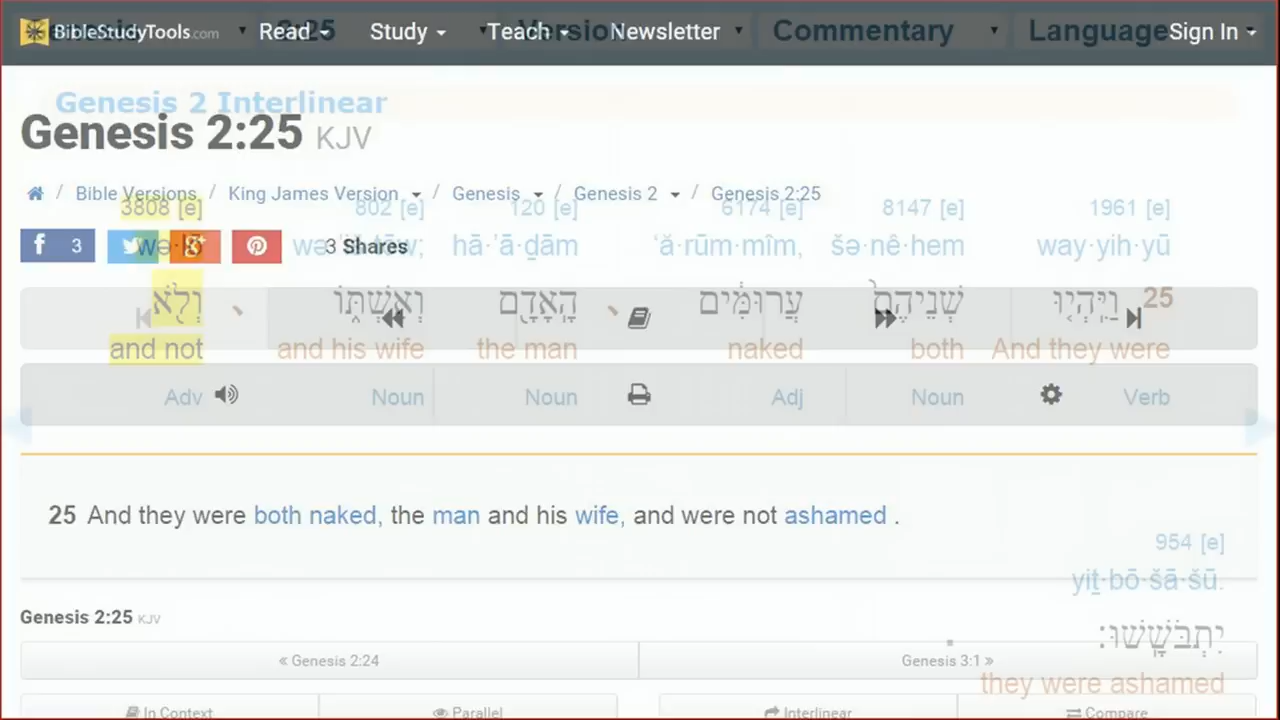 BibleStudyTools.com Read Study Teach Newsletter Sign In
2:25 Version Commentary Language
Genesis 2 Interlinear
Genesis 2:25 KJV
/ Bible Versions / King James Version / Genesis / Genesis 2 / Genesis 2:25
3808 [e] 802 [e] 120 [e] 6174 [e] 8147 [e] 1961 [e]
3 3 Shares
hā·’ā·ḏām ‘ă·rūm·mîm, šə·nê·hem way·yih·yū
25 וַיִּֽהְי֤וּ שְׁנֵיהֶם֙ עֲרוּמִּ֔ים הָֽאָדָ֖ם וְאִשְׁתּ֑וֹ וְלֹ֖א
and not and his wife the man naked both And they were
Adv Noun Noun Adj Noun Verb
25 And they were both naked, the man and his wife, and were not ashamed .
954 [e]
yiṯ·bō·šā·šū.
יִתְבֹּשָֽׁשׁוּ׃
Genesis 2:25 KJV
« Genesis 2:24 Genesis 3:1 »
they were ashamed
In Context Parallel Interlinear Compare